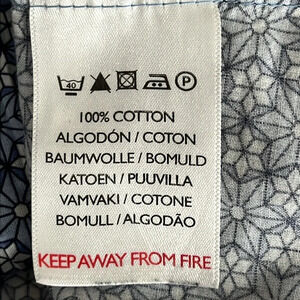 40 P
100% COTTON
ALGODÓN / COTON
BAUMWOLLE / BOMULD
KATOEN / PUUVILLA
VAMVAKI / COTONE
BOMULL / ALGODÃO
KEEP AWAY FROM FIRE